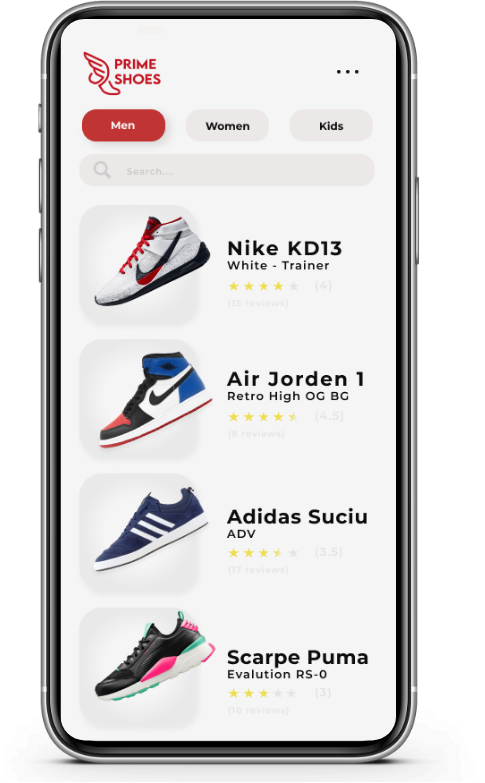 PRIME
SHOES
Men
Women
Kids
Search....
Nike KD13
White - Trainer
(4)
(13 reviews)
Air Jorden 1
Retro High OG BG
(4.5)
(8 reviews)
Adidas Suciu
ADV
(3.5)
(17 reviews)
Scarpe Puma
Evalution RS-0
(3)
(10 reviews)